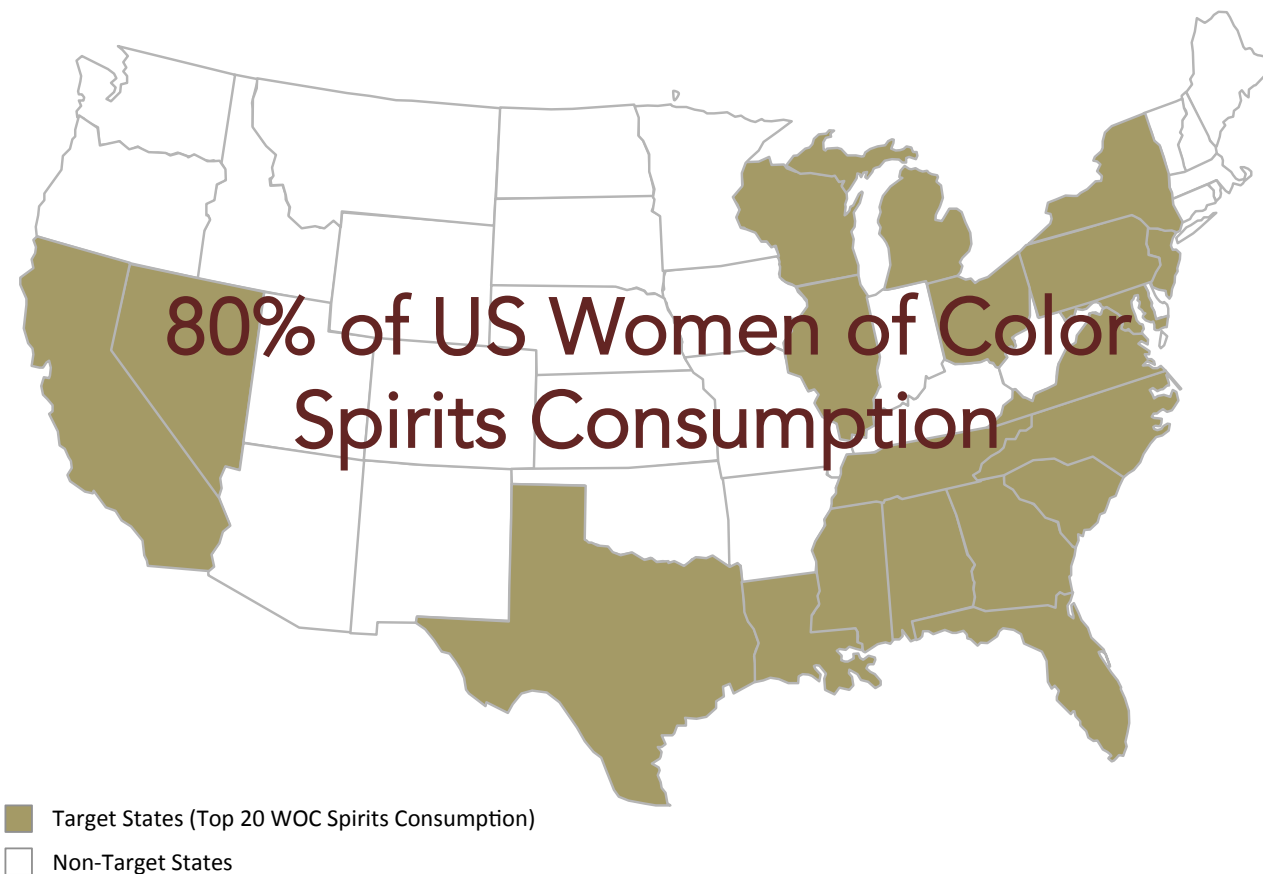 80% of US Women of Color
Spirits Consumption
Target States (Top 20 WOC Spirits Consumption)
Non-Target States